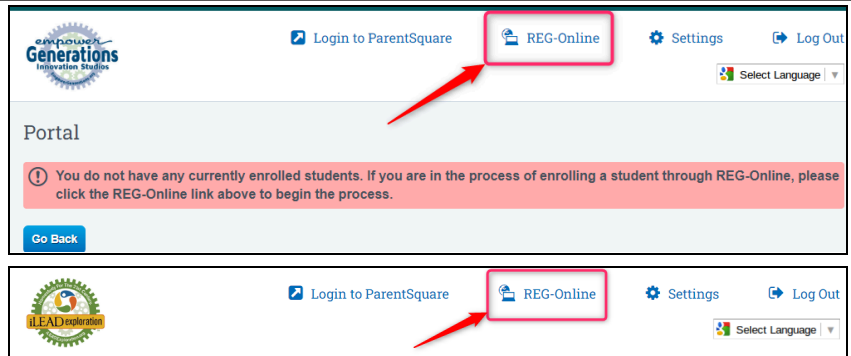 empower
Generations
Innovation Studios
Login to ParentSquare
REG-Online
Settings
Log Out
Select Language
Portal
You do not have any currently enrolled students. If you are in the process of enrolling a student through REG-Online, please
click the REG-Online link above to begin the process.
Go Back
iLEAD exploration
Login to ParentSquare
REG-Online
Settings
Log Out
Select Language